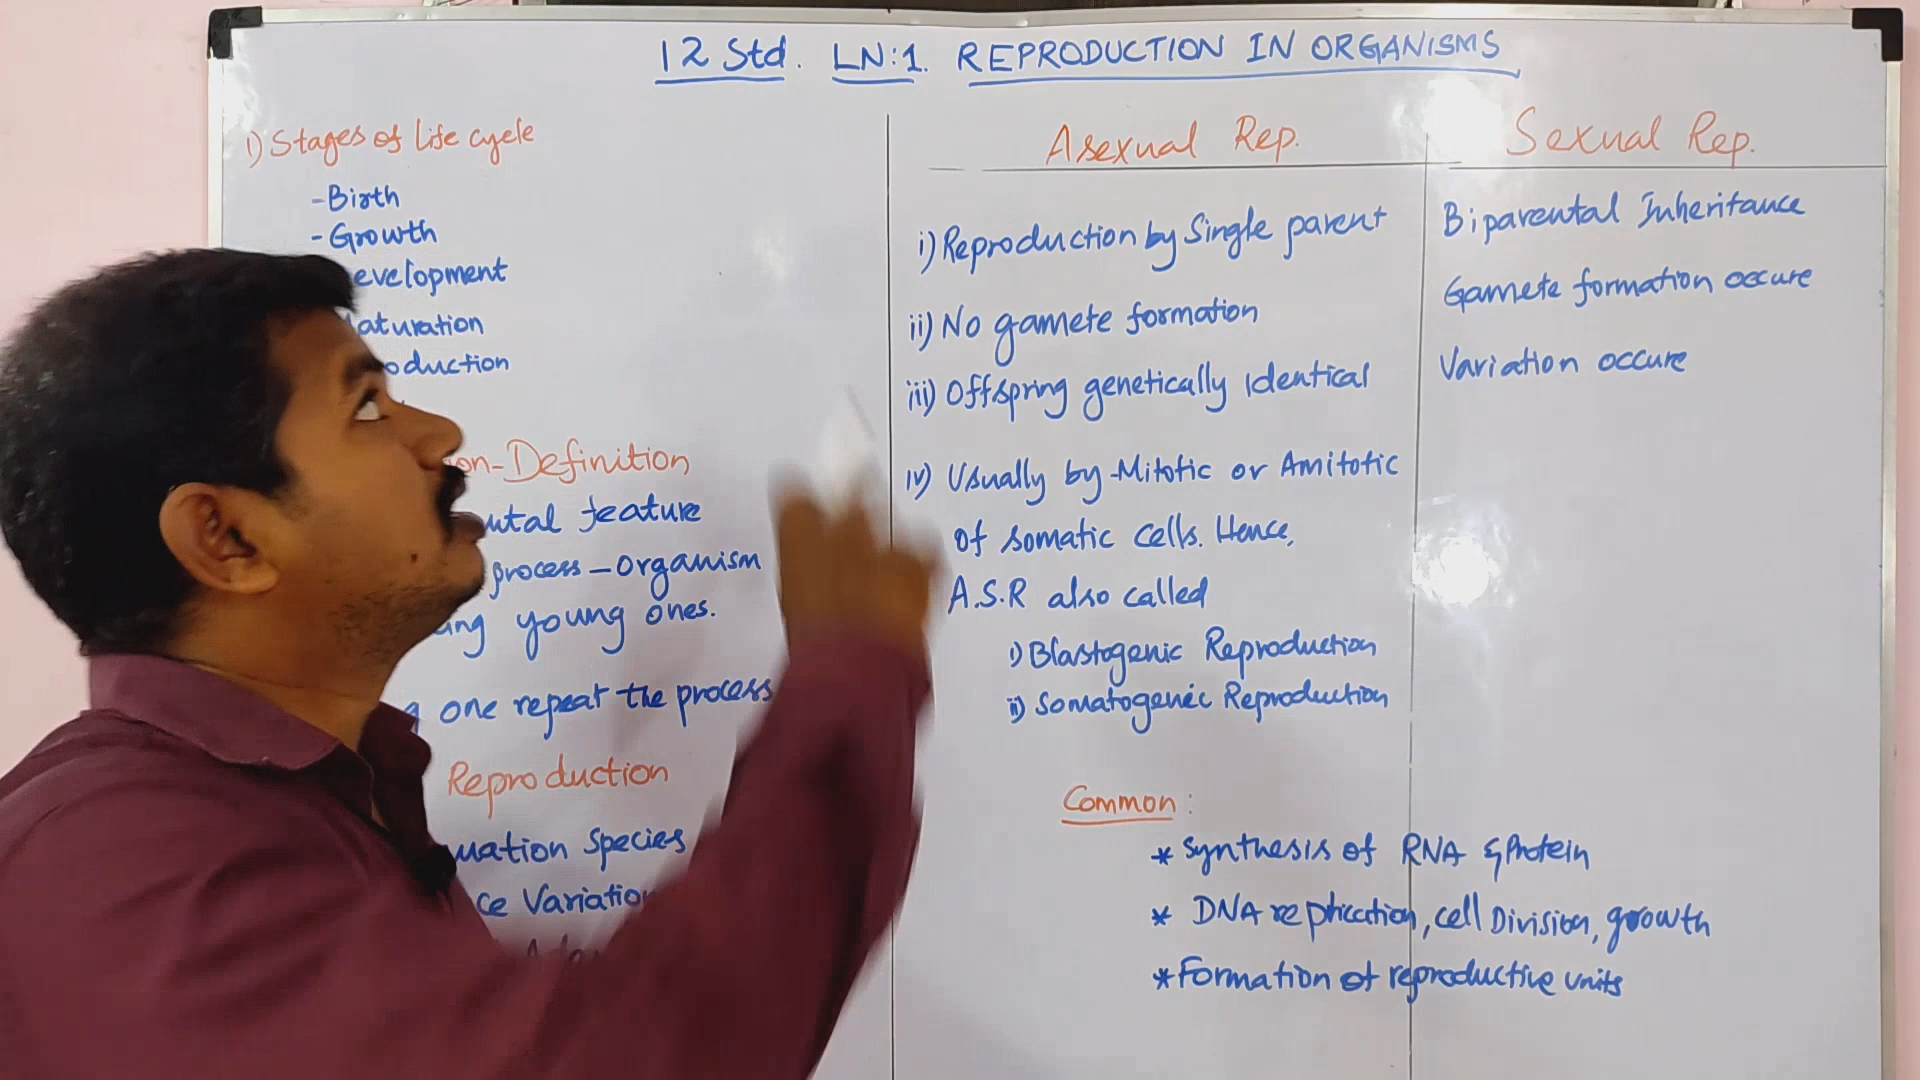 12 Std. LN:1. REPRODUCTION IN ORGANISMS
1) Stages of Life cycle
- Birth
- Growth
evelopment
aturation
oduction
on-Definition
ntal feature
process - organism
ing young ones.
one repeat the process
Reproduction
uation Species
ce Variation
Asexual Rep.
i) Reproduction by Single parent
ii) No gamete formation
iii) Offspring genetically Identical
iv) Usually by Mitotic or Amitotic
of somatic cells. Hence,
A.S.R also called
i) Blastogenic Reproduction
ii) Somatogenic Reproduction
Sexual Rep.
Biparental Inheritance
Gamete formation occure
Variation occure
Common:
* Synthesis of RNA & Protein
* DNA replication, cell Division, growth
* Formation of reproductive units